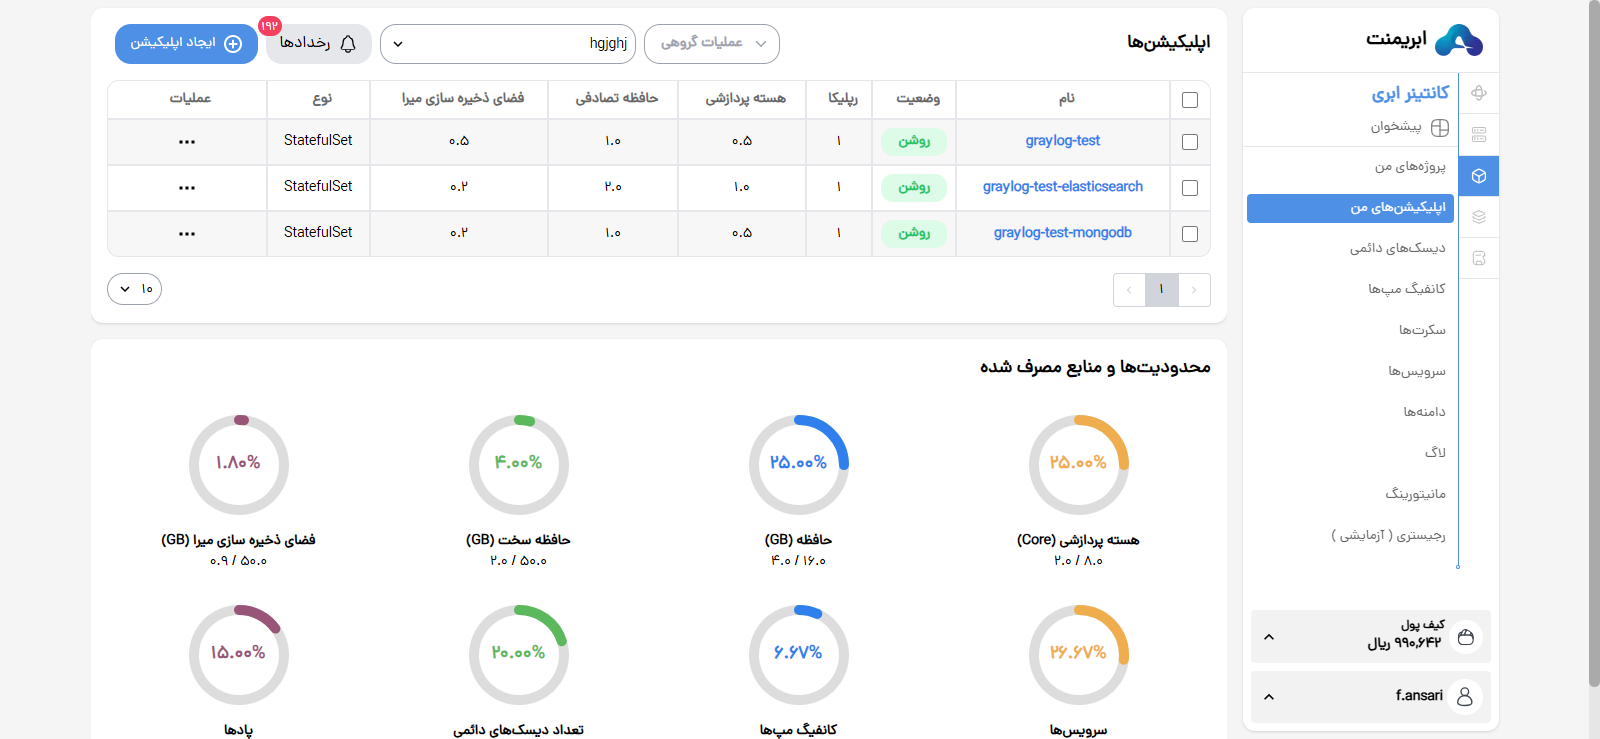 ابریمنت
کانتینر ابری
پیشخوان
پروژه‌های من
اپلیکیشن‌های من
دیسک‌های دائمی
کانفیگ مپ‌ها
سکرت‌ها
سرویس‌ها
دامنه‌ها
لاگ
مانیتورینگ
رجیستری ( آزمایشی )
کیف پول
۹۹۰,۶۴۲ ریال
f.ansari
اپلیکیشن‌ها
عملیات گروهی
hgjghj
رخدادها
۱۹۲
ایجاد اپلیکیشن
نام وضعیت رپلیکا هسته پردازشی حافظه تصادفی فضای ذخیره سازی میرا نوع عملیات
graylog-test روشن ۱ ۰.۵ ۱.۰ ۰.۵ StatefulSet
graylog-test-elasticsearch روشن ۱ ۱.۰ ۲.۰ ۰.۲ StatefulSet
graylog-test-mongodb روشن ۱ ۰.۵ ۱.۰ ۰.۲ StatefulSet
۱
۱۰
محدودیت‌ها و منابع مصرف شده
۲۵.۰۰%
هسته پردازشی (Core)
۲.۰ / ۸.۰
۲۵.۰۰%
حافظه (GB)
۴.۰ / ۱۶.۰
۴.۰۰%
حافظه سخت (GB)
۲.۰ / ۵۰.۰
۱.۸۰%
فضای ذخیره سازی میرا (GB)
۰.۹ / ۵۰.۰
۲۶.۶۷%
سرویس‌ها
۶.۶۷%
کانفیگ مپ‌ها
۲۰.۰۰%
تعداد دیسک‌های دائمی
۱۵.۰۰%
پادها